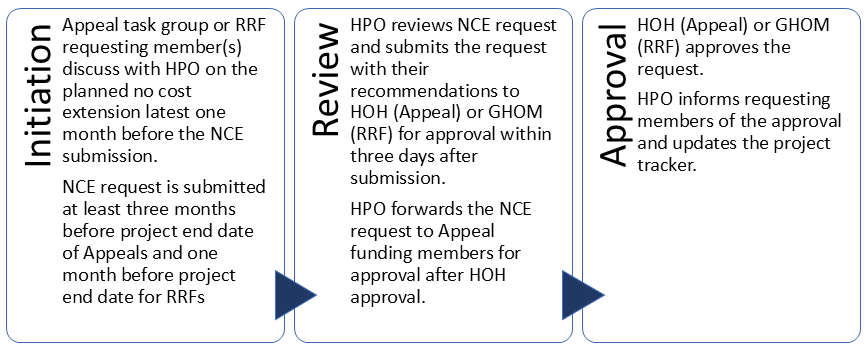 Initiation
Appeal task group or RRF
requesting member(s)
discuss with HPO on the
planned no cost
extension latest one
month before the NCE
submission.
NCE request is submitted
at least three months
before project end date
of Appeals and one
month before project
end date for RRFs
Review
HPO reviews NCE request
and submits the request
with their
recommendations to
HOH (Appeal) or GHOM
(RRF) for approval within
three days after
submission.
HPO forwards the NCE
request to Appeal
funding members for
approval after HOH
approval.
Approval
HOH (Appeal) or GHOM
(RRF) approves the
request.
HPO informs requesting
members of the approval
and updates the project
tracker.